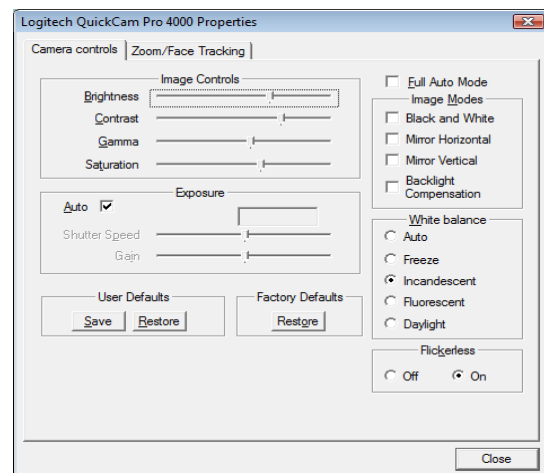 Logitech QuickCam Pro 4000 Properties
Camera controls
Zoom/Face Tracking
Image Controls
Brightness
Contrast
Gamma
Saturation
Exposure
Auto
Shutter Speed
Gain
User Defaults
Save
Restore
Factory Defaults
Restore
Full Auto Mode
Image Modes
Black and White
Mirror Horizontal
Mirror Vertical
Backlight
Compensation
White balance
Auto
Freeze
Incandescent
Fluorescent
Daylight
Flickerless
Off
On
Close